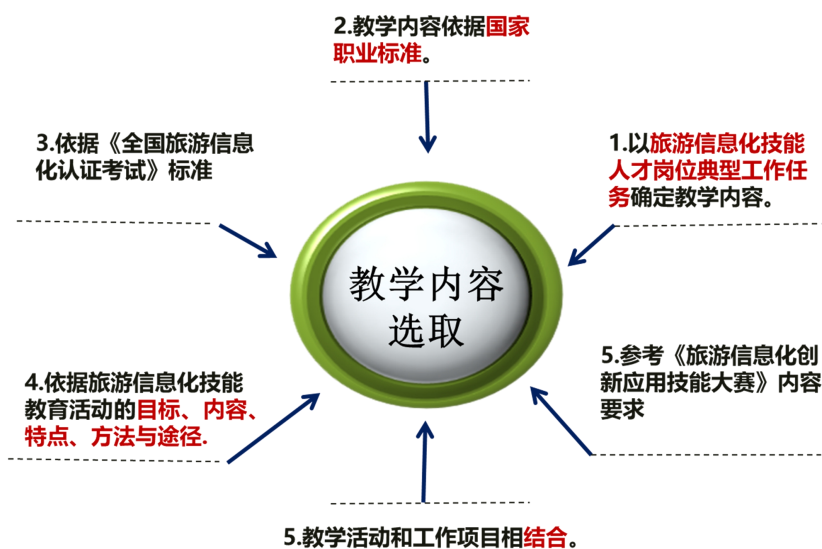 2.教学内容依据国家
职业标准。
3.依据《全国旅游信息
化认证考试》标准
1.以旅游信息化技能
人才岗位典型工作任
务确定教学内容。
教学内容
选取
4.依据旅游信息化技能
教育活动的目标、内容、
特点、方法与途径.
5.参考《旅游信息化创
新应用技能大赛》内容
要求
5.教学活动和工作项目相结合。